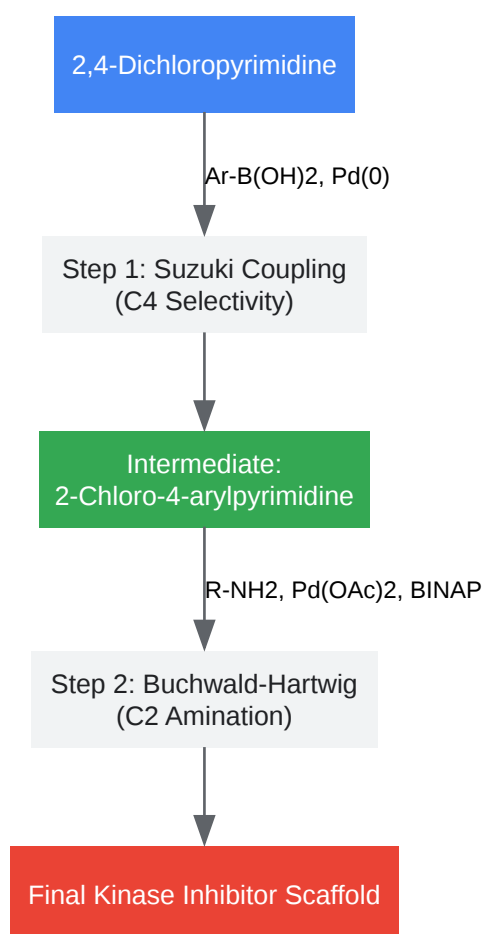 2,4-Dichloropyrimidine
Ar-B(OH)2, Pd(0)
Step 1: Suzuki Coupling
(C4 Selectivity)
Intermediate:
2-Chloro-4-arylpyrimidine
R-NH2, Pd(OAc)2, BINAP
Step 2: Buchwald-Hartwig
(C2 Amination)
Final Kinase Inhibitor Scaffold